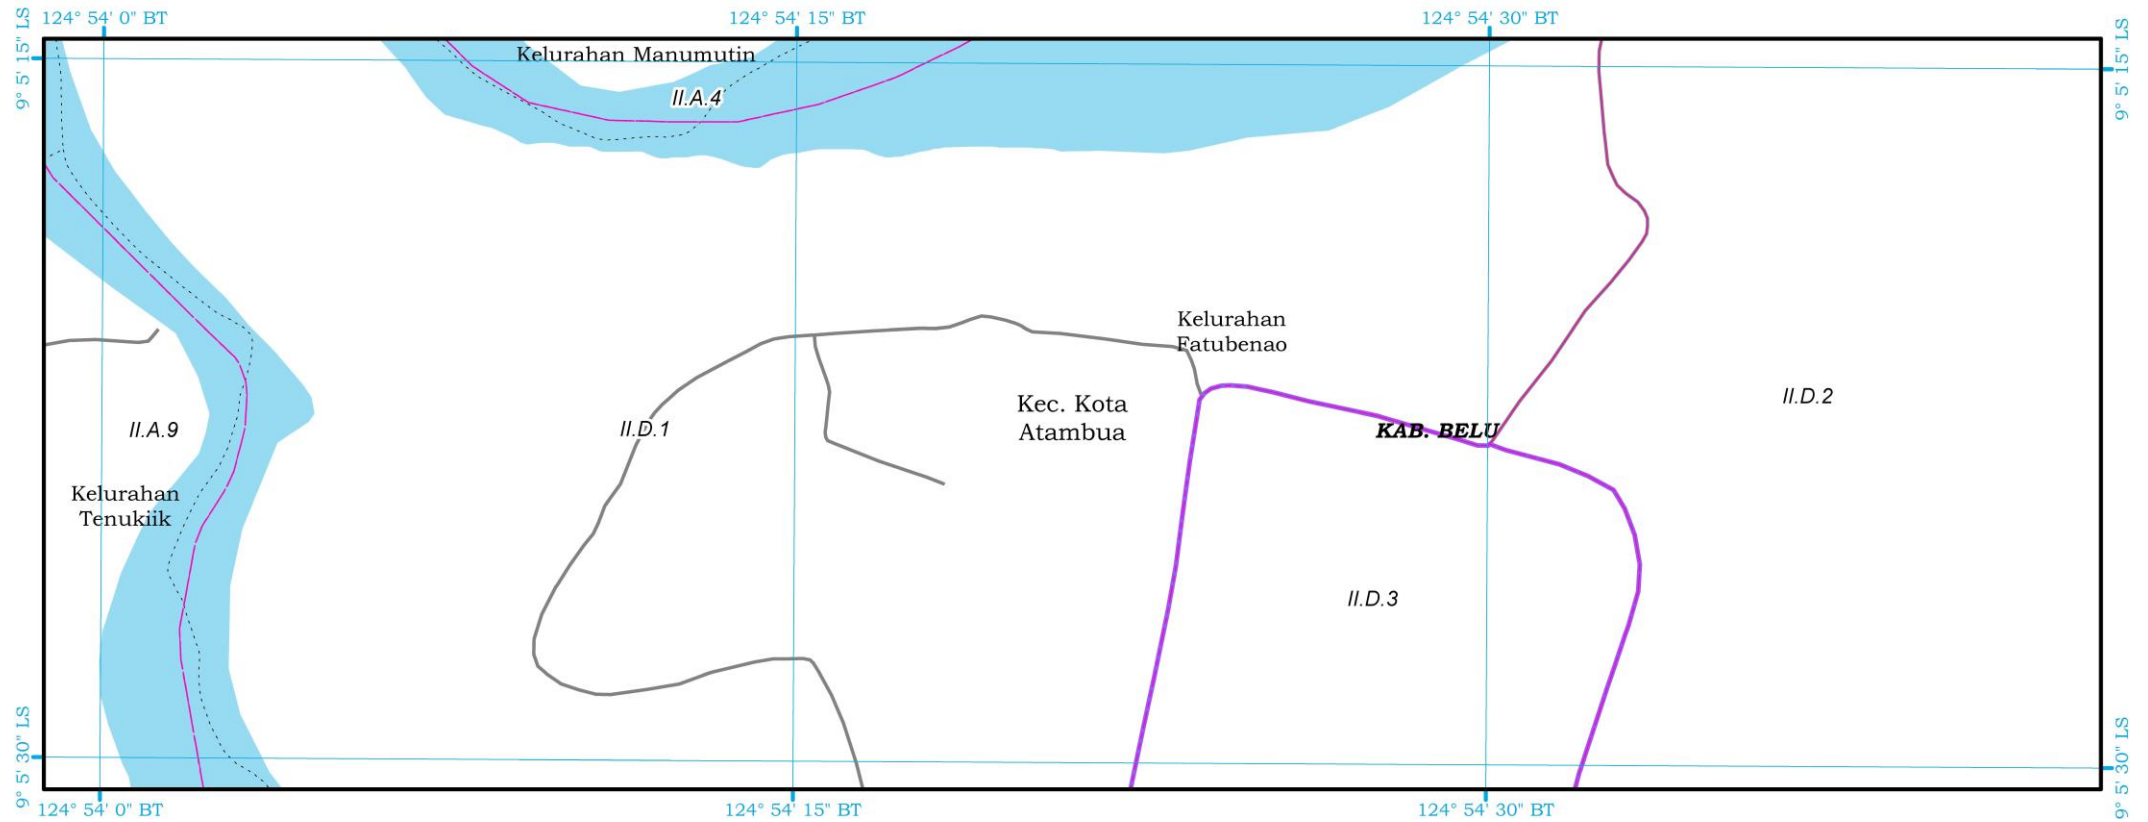 124° 54' 0" BT
124° 54' 15" BT
124° 54' 30" BT
9° 5' 15" LS
9° 5' 15" LS
Kelurahan Manumutin
II.A.4
Kelurahan
Fatubenao
II.D.2
Kec. Kota
Atambua
II.A.9
II.D.1
KAB. BELU
Kelurahan
Tenukiik
II.D.3
9° 5' 30" LS
9° 5' 30" LS
124° 54' 0" BT
124° 54' 15" BT
124° 54' 30" BT